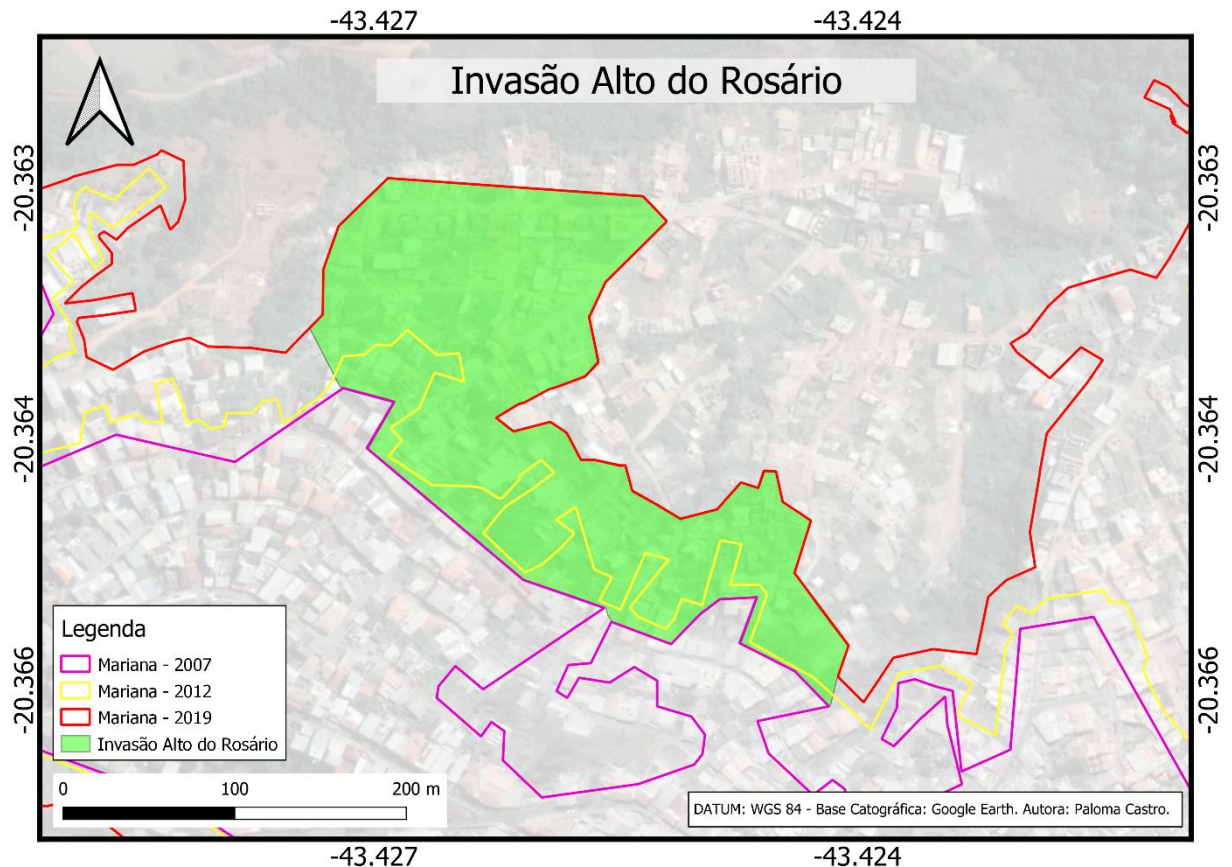 -43.427
-43.424
Invasão Alto do Rosário
-20.363
-20.363
-20.364
-20.364
-20.366
-20.366
Legenda
Mariana - 2007
Mariana - 2012
Mariana - 2019
Invasão Alto do Rosário
0
100
200 m
DATUM: WGS 84 - Base Catográfica: Google Earth. Autora: Paloma Castro.
-43.427
-43.424